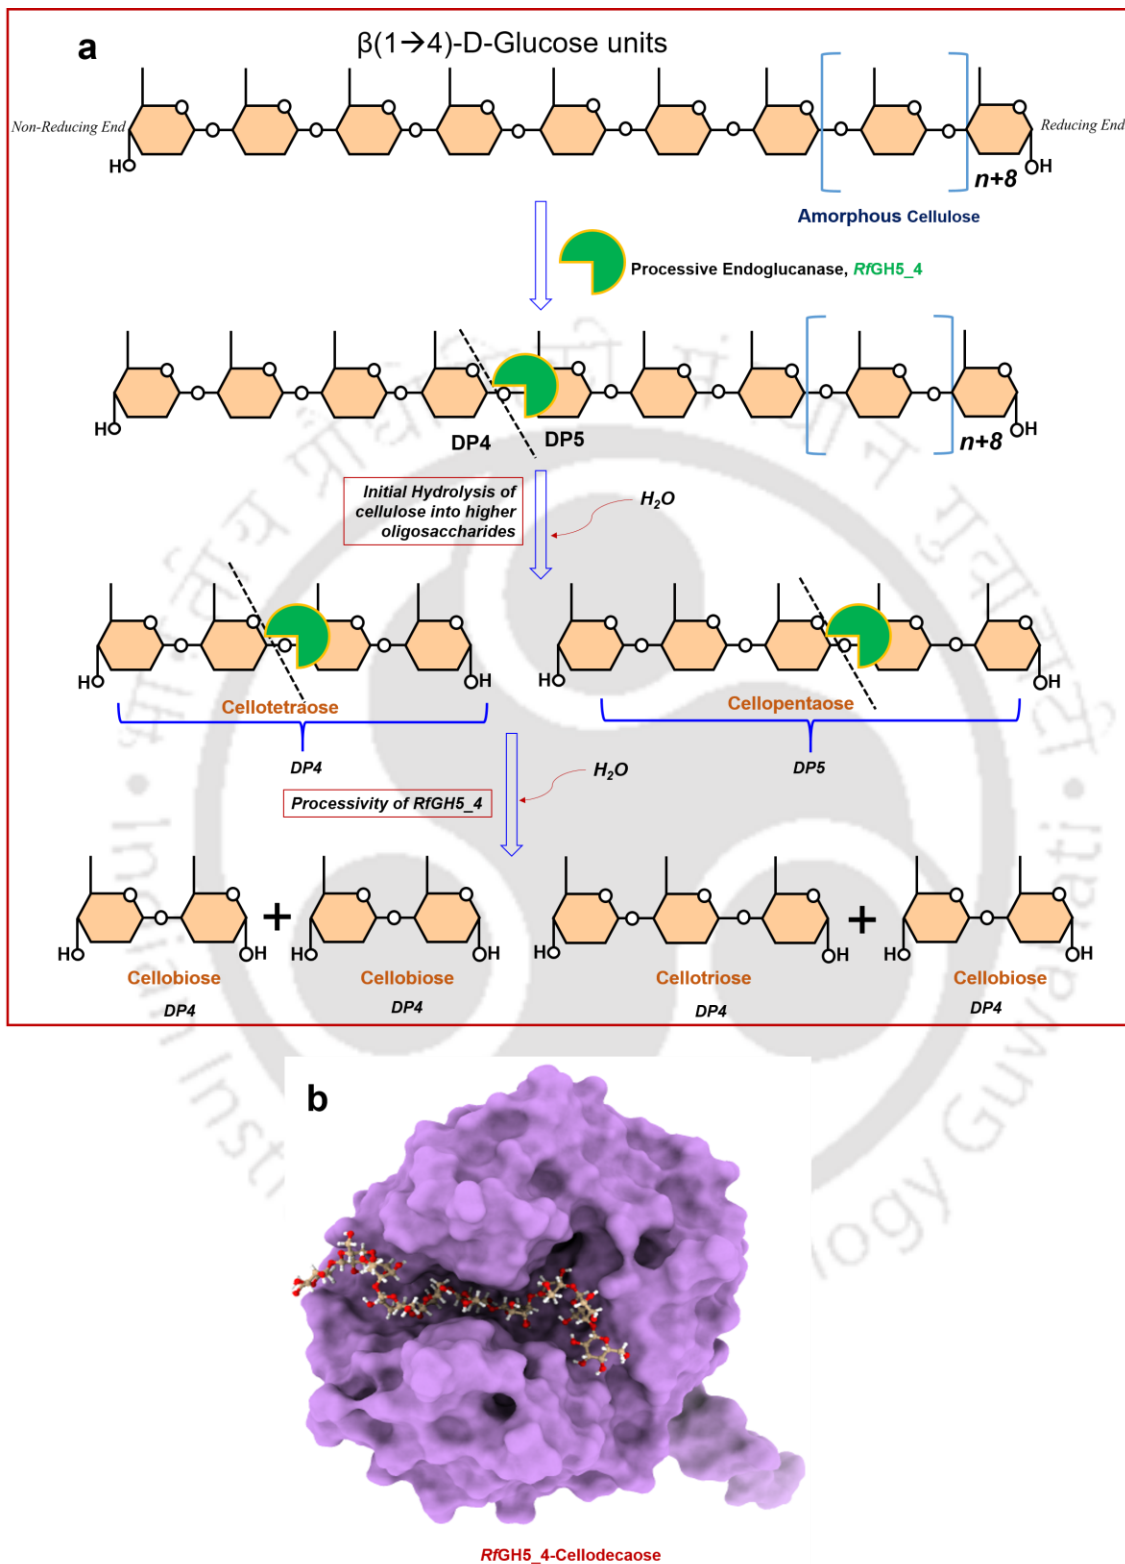 a
β(1→4)-D-Glucose units
Non-Reducing End
Reducing End
HO
OH
n+8
Amorphous Cellulose
Processive Endoglucanase, RfGH5_4
HO
OH
DP4
DP5
n+8
Initial Hydrolysis of
cellulose into higher
oligosaccharides
H₂O
HO
OH
HO
OH
Cellotetraose
Cellopentaose
DP4
DP5
H₂O
Processivity of RfGH5_4
HO
OH
+
HO
OH
HO
OH
+
HO
OH
Cellobiose
Cellobiose
Cellotriose
Cellobiose
DP4
DP4
DP4
DP4
b
RfGH5_4-Cellodecaose